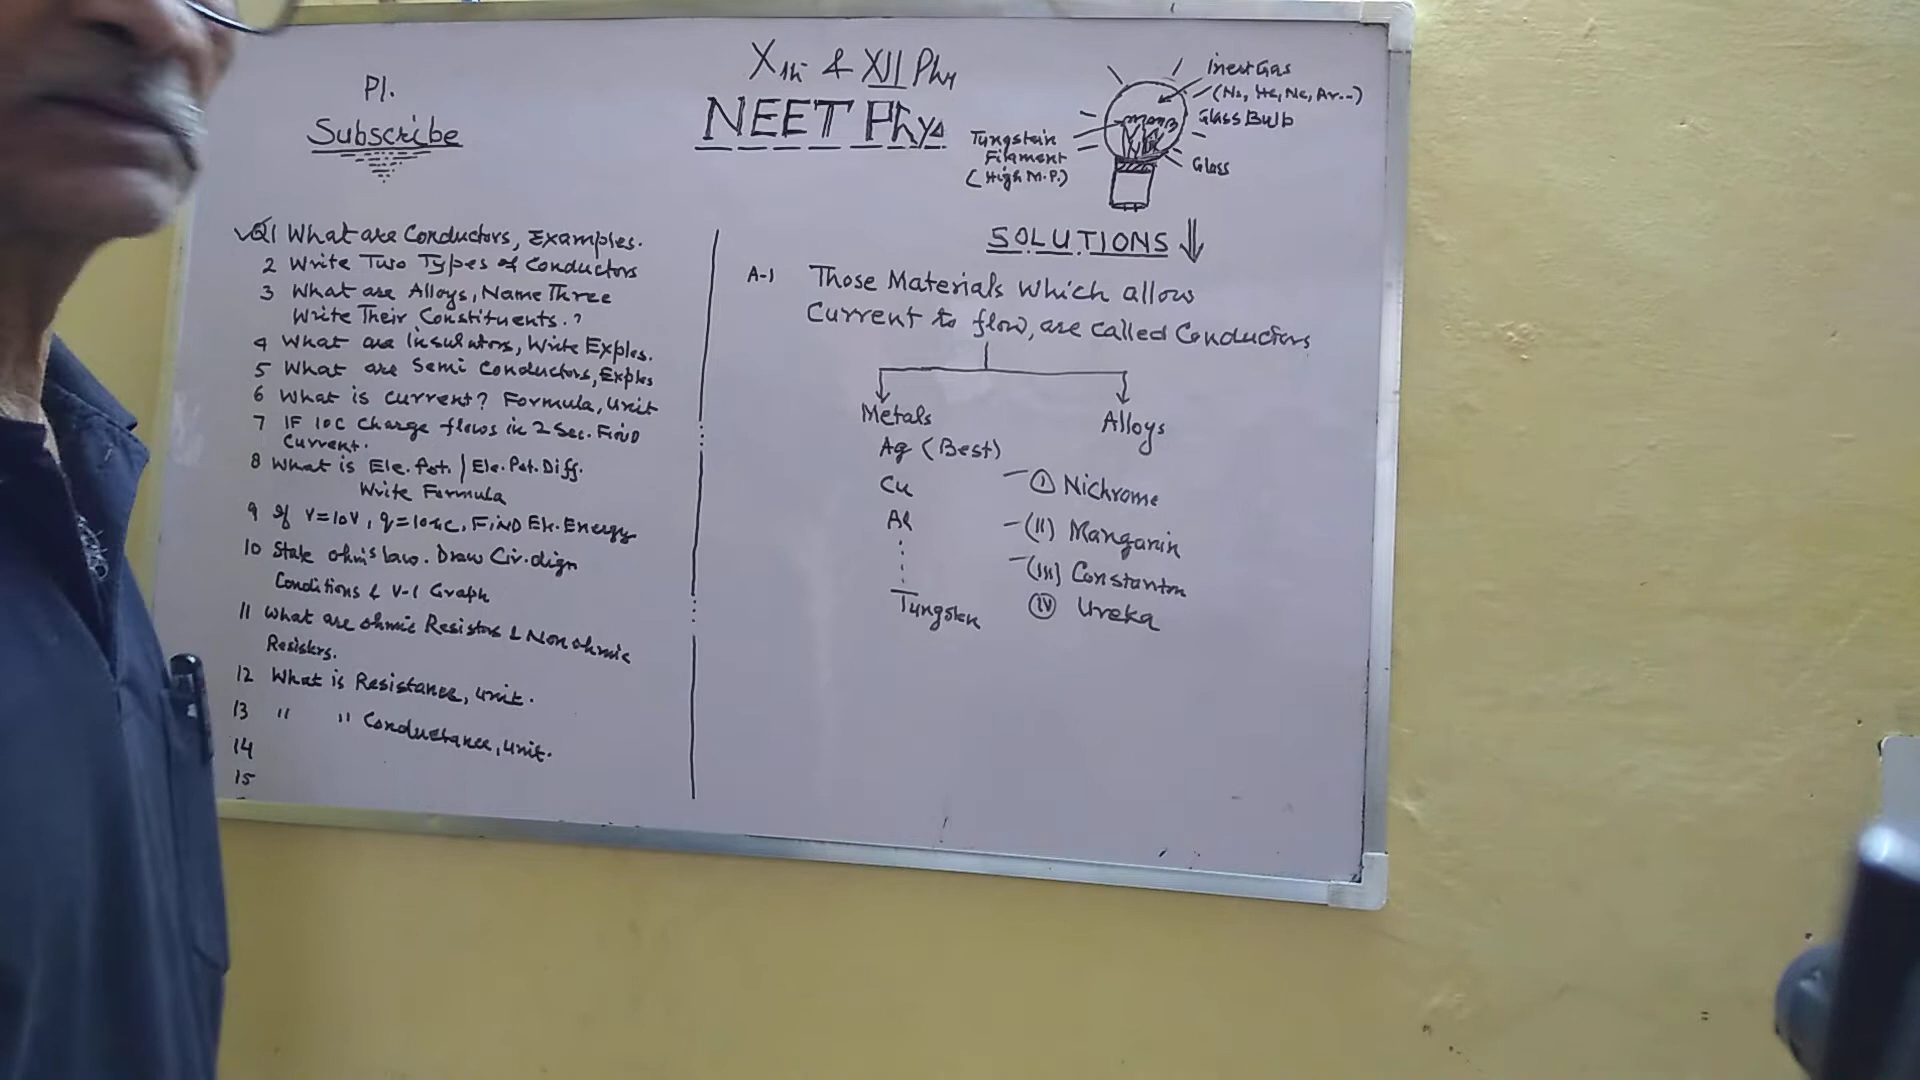 Pl.
Subscribe
Xth & XII Phy
NEET Phys
Inert Gas
(N2, He, Ne, Ar...)
Glass Bulb
Glass
Tungstein
Filament
(High M.P.)
Q1 What are Conductors, Examples.
2 Write Two Types of Conductors
3 What are Alloys, Name Three
Write Their Constituents.?
4 What are Insulators, Write Exples.
5 What are Semi Conductors, Exples
6 What is current? Formula, Unit
7 IF 10C Charge flows in 2 Sec. FIND
Current.
8 What is Ele. Pot. / Ele. Pot. Diff.
Write Formula
9 If V=10V, q=10μC, FIND Ele. Energy
10 State ohm's law. Draw Cir. digm
Conditions & V-I Graph
11 What are ohmic Resistors & Non ohmic
Resistrs.
12 What is Resistance, unit.
13 " " Conductance, unit.
14
15
SOLUTIONS
A-1 Those Materials Which allow
Current to flow, are called Conductors
Metals
Ag (Best)
Cu
Al
Tungsten
Alloys
(I) Nichrome
(II) Manganin
(III) Constantan
(IV) Ureka